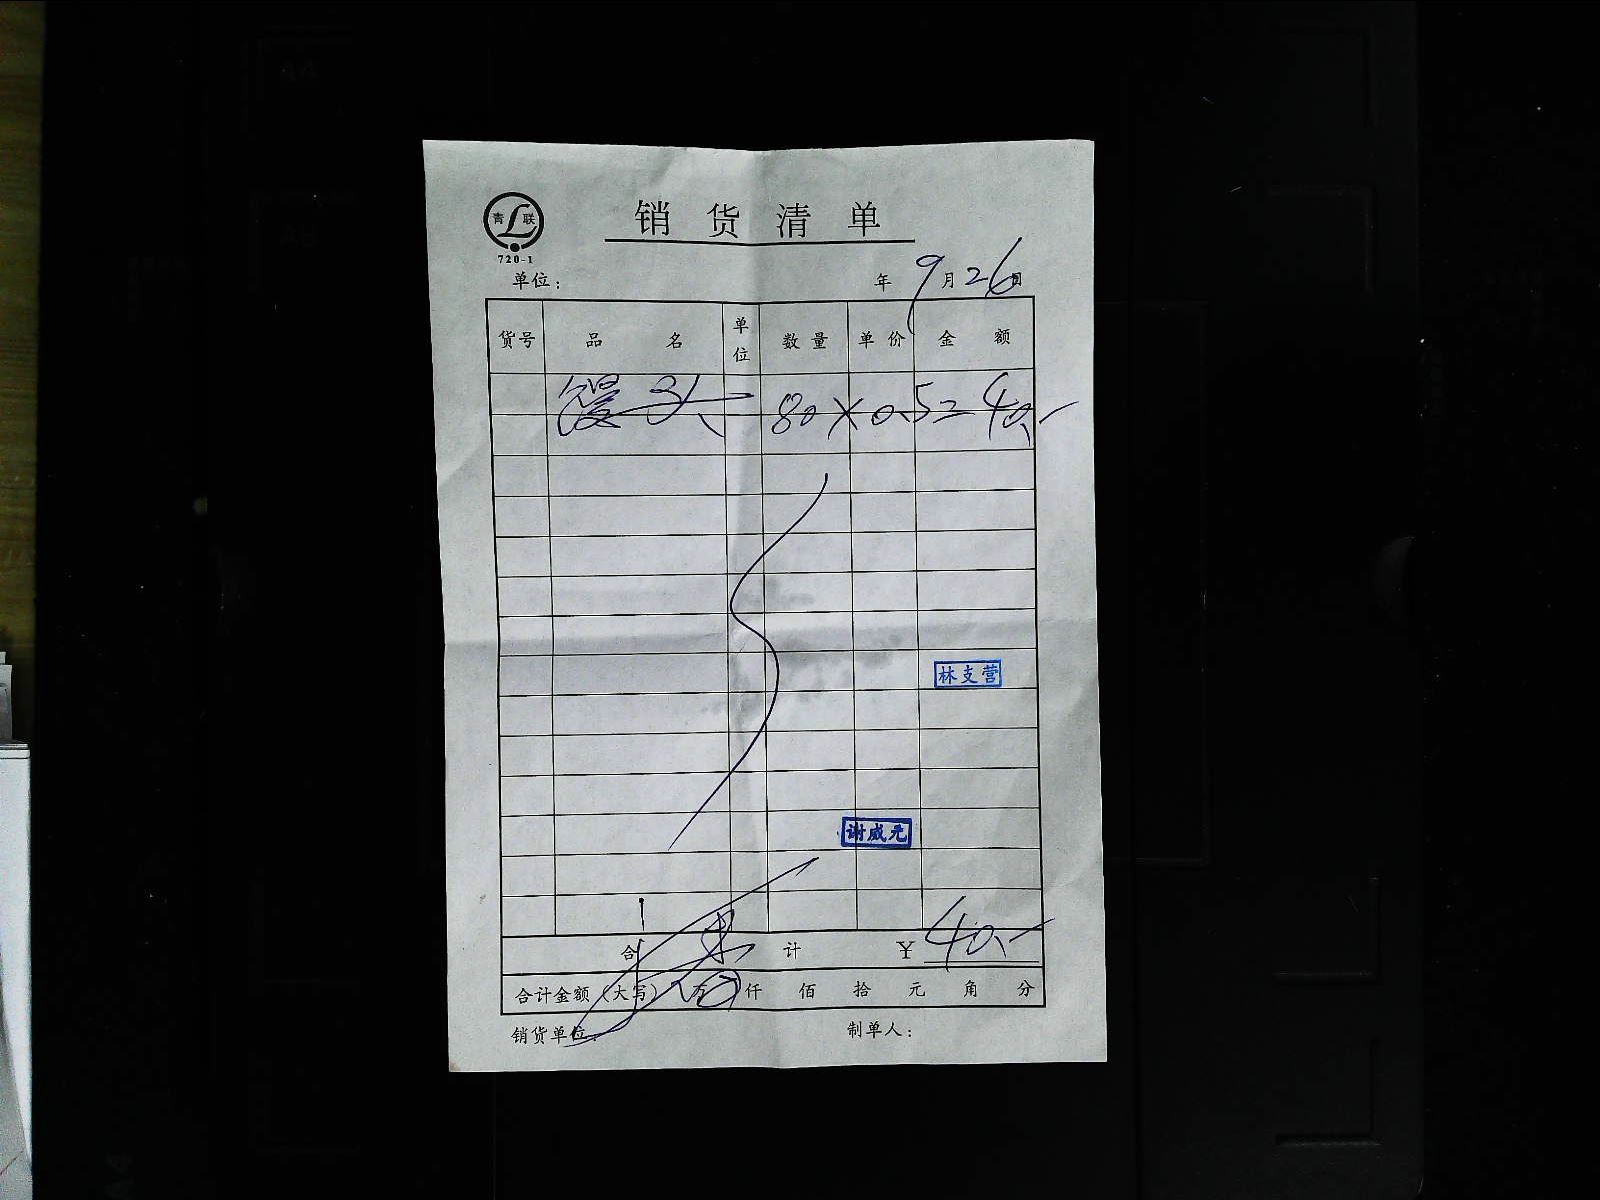 青 L 联
720-1
销货清单
单位： 年 9 月 26 日
货号 品名 单位 数量 单价 金额
馒头 80 × 0.5 = 40.-
林支营
谢威元
合计 ¥ 40.-
合计金额（大写） 万 仟 佰 拾 元 角 分
销货单位： 制单人：